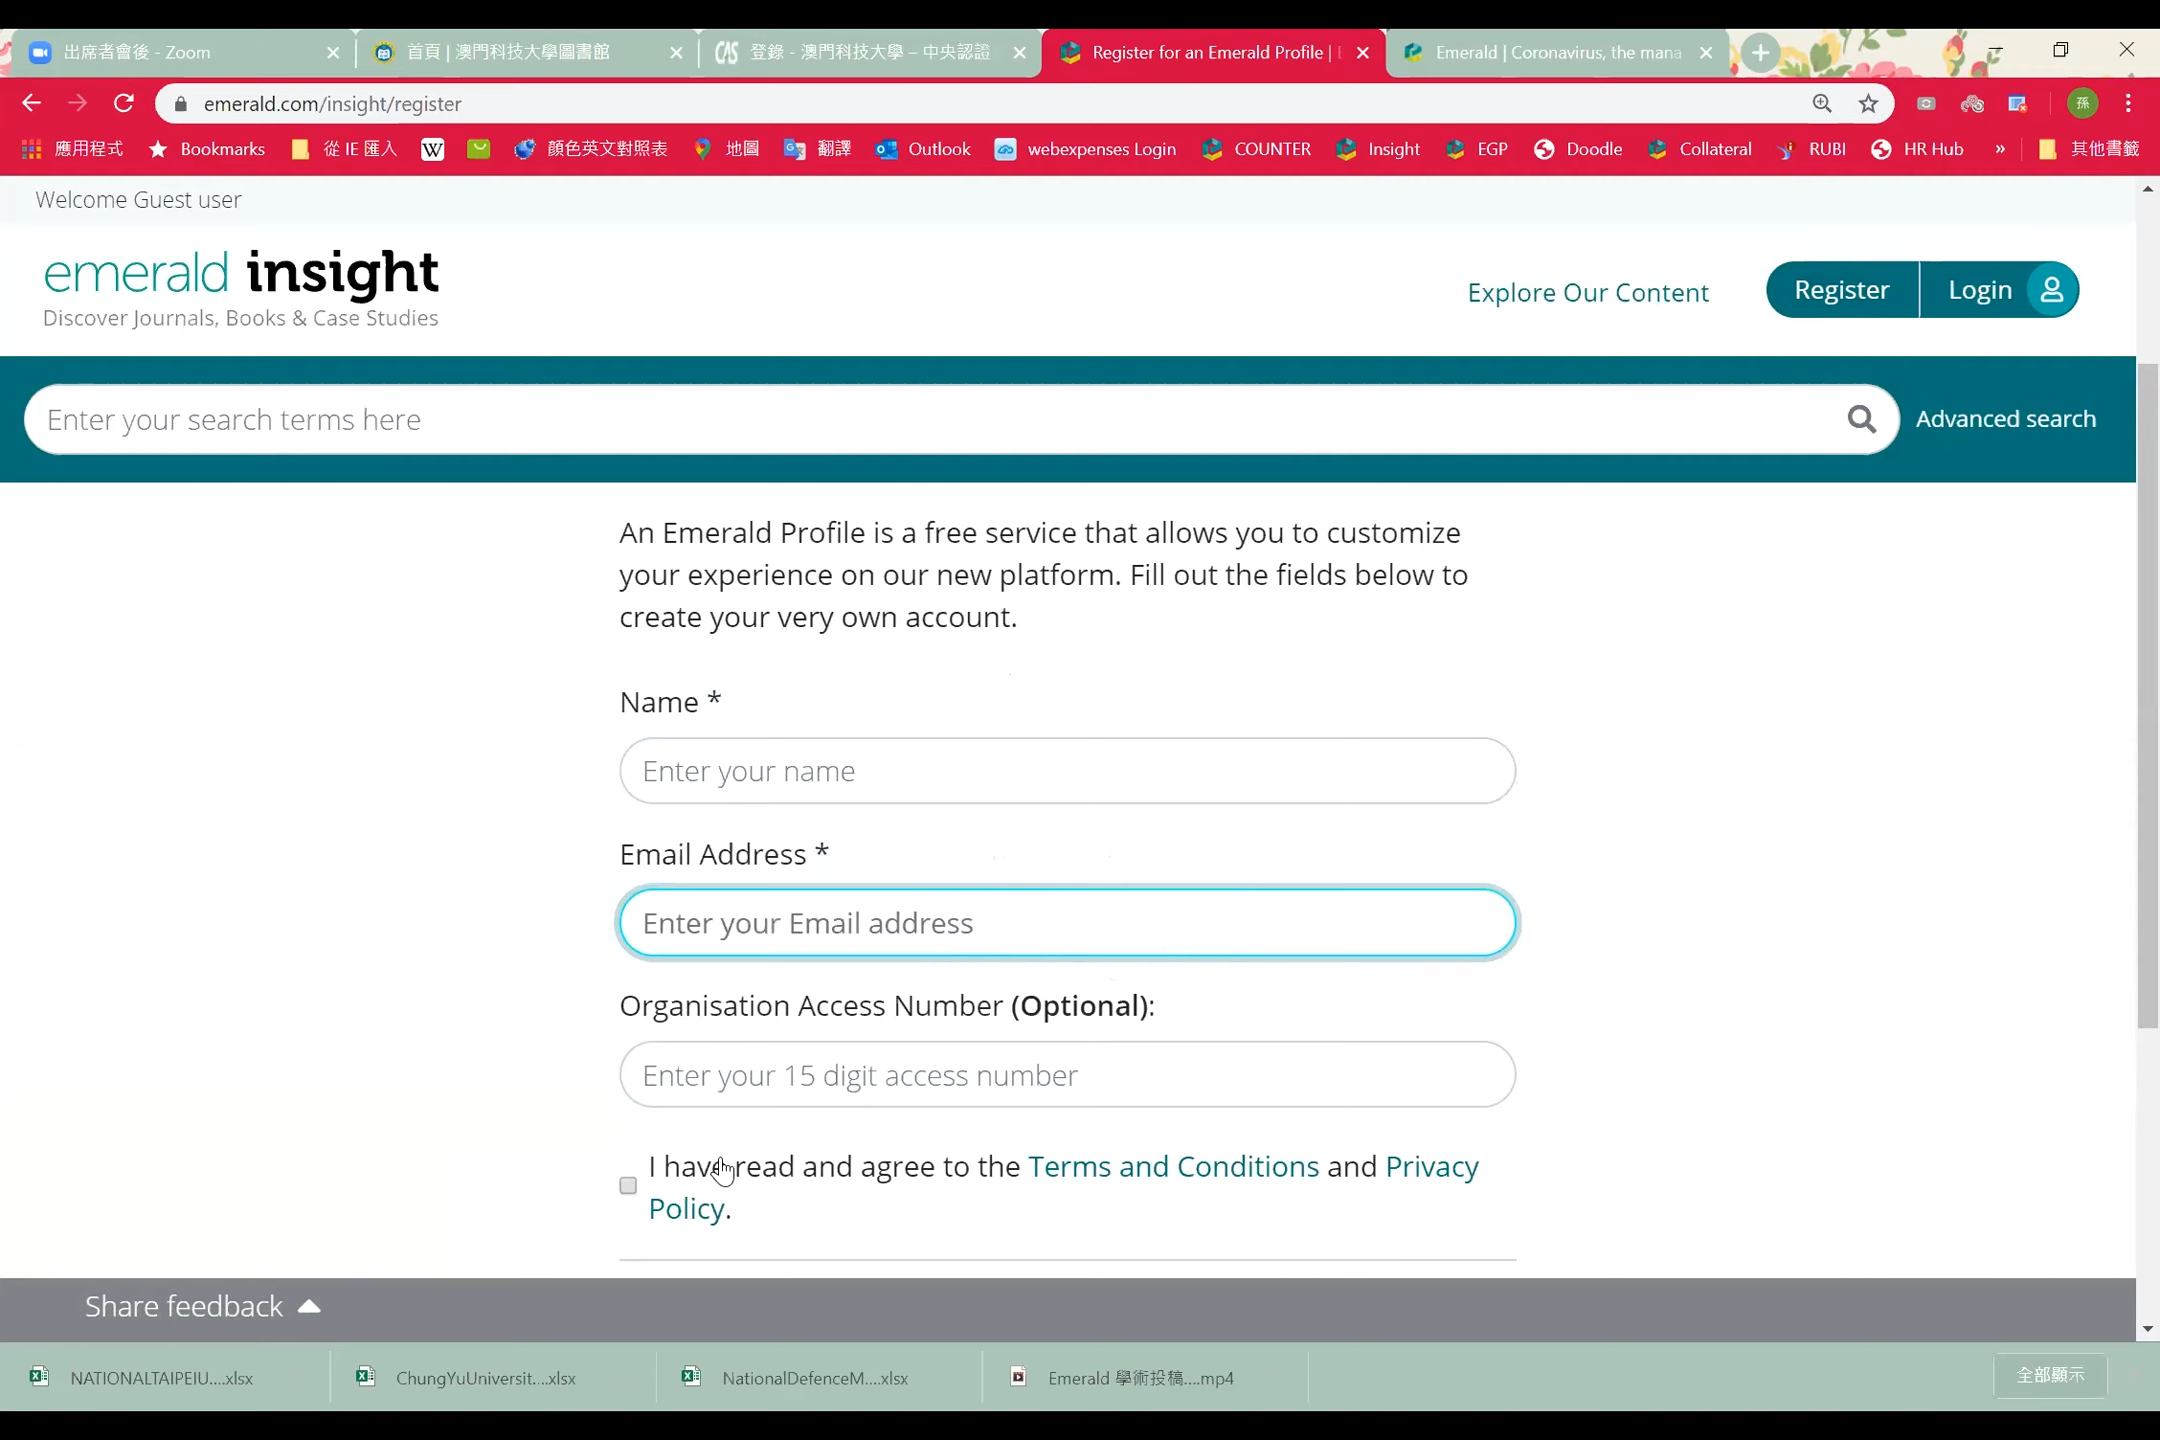 出席者會後 - Zoom
首頁 | 澳門科技大學圖書館
CAS 登錄 - 澳門科技大學 – 中央認證
Register for an Emerald Profile |
Emerald | Coronavirus, the mana
emerald.com/insight/register
孫
應用程式
Bookmarks
從 IE 匯入
W
顏色英文對照表
地圖
翻譯
Outlook
webexpenses Login
COUNTER
Insight
EGP
Doodle
Collateral
RUBI
HR Hub
»
其他書籤
Welcome Guest user
emerald insight
Discover Journals, Books & Case Studies
Explore Our Content
Register
Login
Enter your search terms here
Advanced search
An Emerald Profile is a free service that allows you to customize
your experience on our new platform. Fill out the fields below to
create your very own account.
Name *
Enter your name
Email Address *
Enter your Email address
Organisation Access Number (Optional):
Enter your 15 digit access number
I have read and agree to the Terms and Conditions and Privacy
Policy.
Share feedback
NATIONALTAIPEIU....xlsx
ChungYuUniversit....xlsx
NationalDefenceM....xlsx
Emerald 學術投稿....mp4
全部顯示